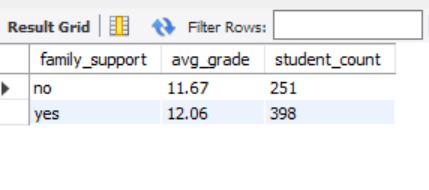 Result Grid Filter Rows:
family_support avg_grade student_count
no 11.67 251
yes 12.06 398